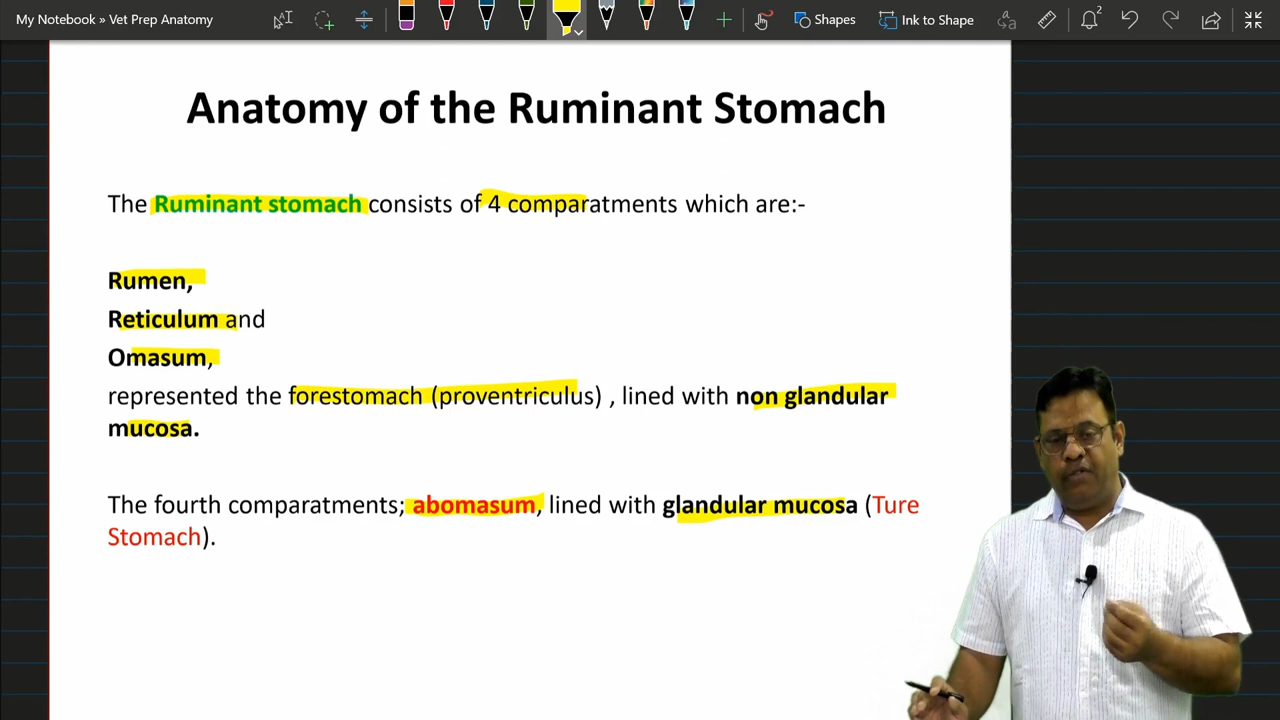 My Notebook » Vet Prep Anatomy
Shapes
Ink to Shape
2
Anatomy of the Ruminant Stomach
The Ruminant stomach consists of 4 comparatments which are:-
Rumen,
Reticulum and
Omasum,
represented the forestomach (proventriculus) , lined with non glandular
mucosa.
The fourth comparatments; abomasum, lined with glandular mucosa (Ture
Stomach).